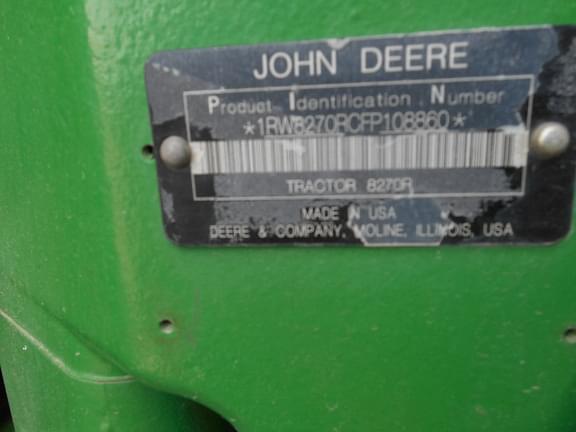 JOHN DEERE
Product Identification Number
*1RW8270RCFP108860*
TRACTOR 8270R
MADE IN USA
DEERE & COMPANY, MOLINE, ILLINOIS, USA